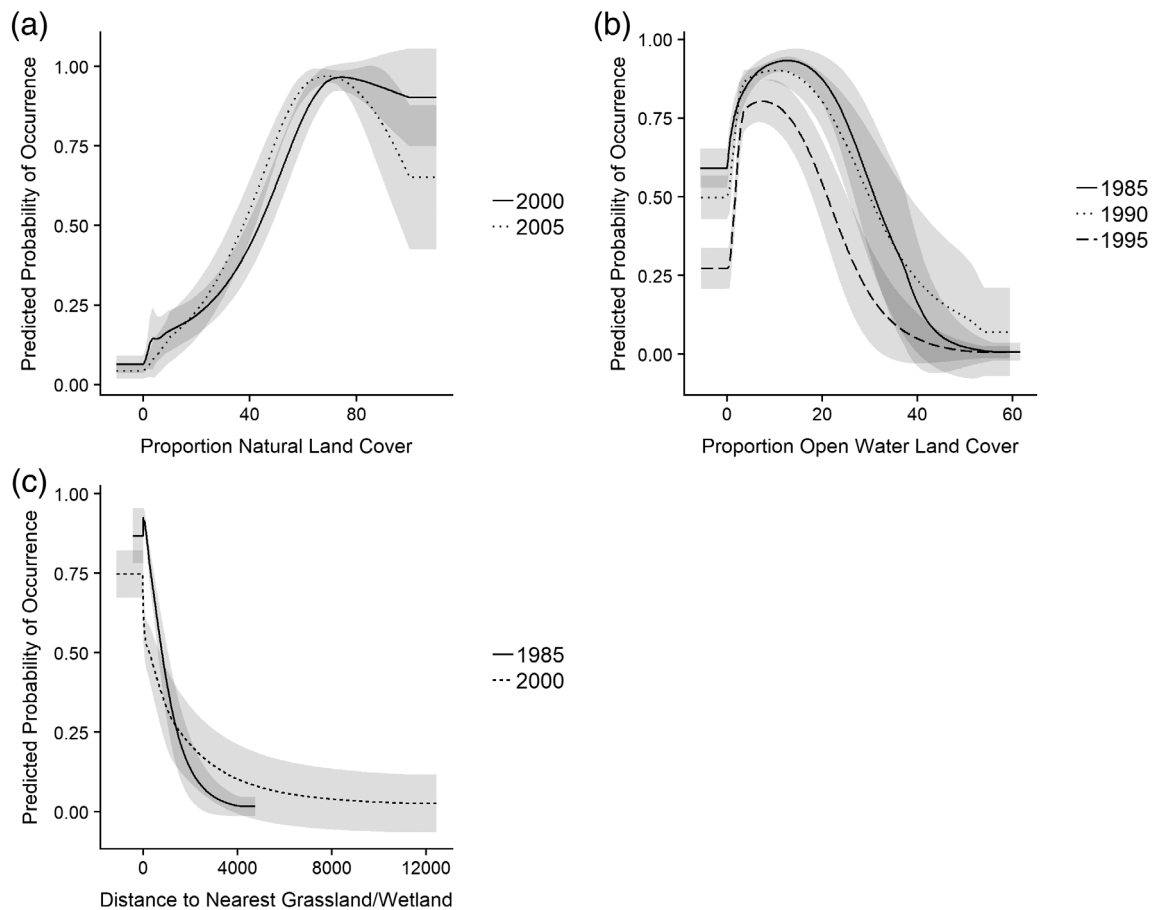 (a)
1.00
0.75
0.50
0.25
0.00
Predicted Probability of Occurrence
0 40 80
Proportion Natural Land Cover
2000
2005
(b)
1.00
0.75
0.50
0.25
0.00
Predicted Probability of Occurrence
0 20 40 60
Proportion Open Water Land Cover
1985
1990
1995
(c)
1.00
0.75
0.50
0.25
0.00
Predicted Probability of Occurrence
0 4000 8000 12000
Distance to Nearest Grassland/Wetland
1985
2000